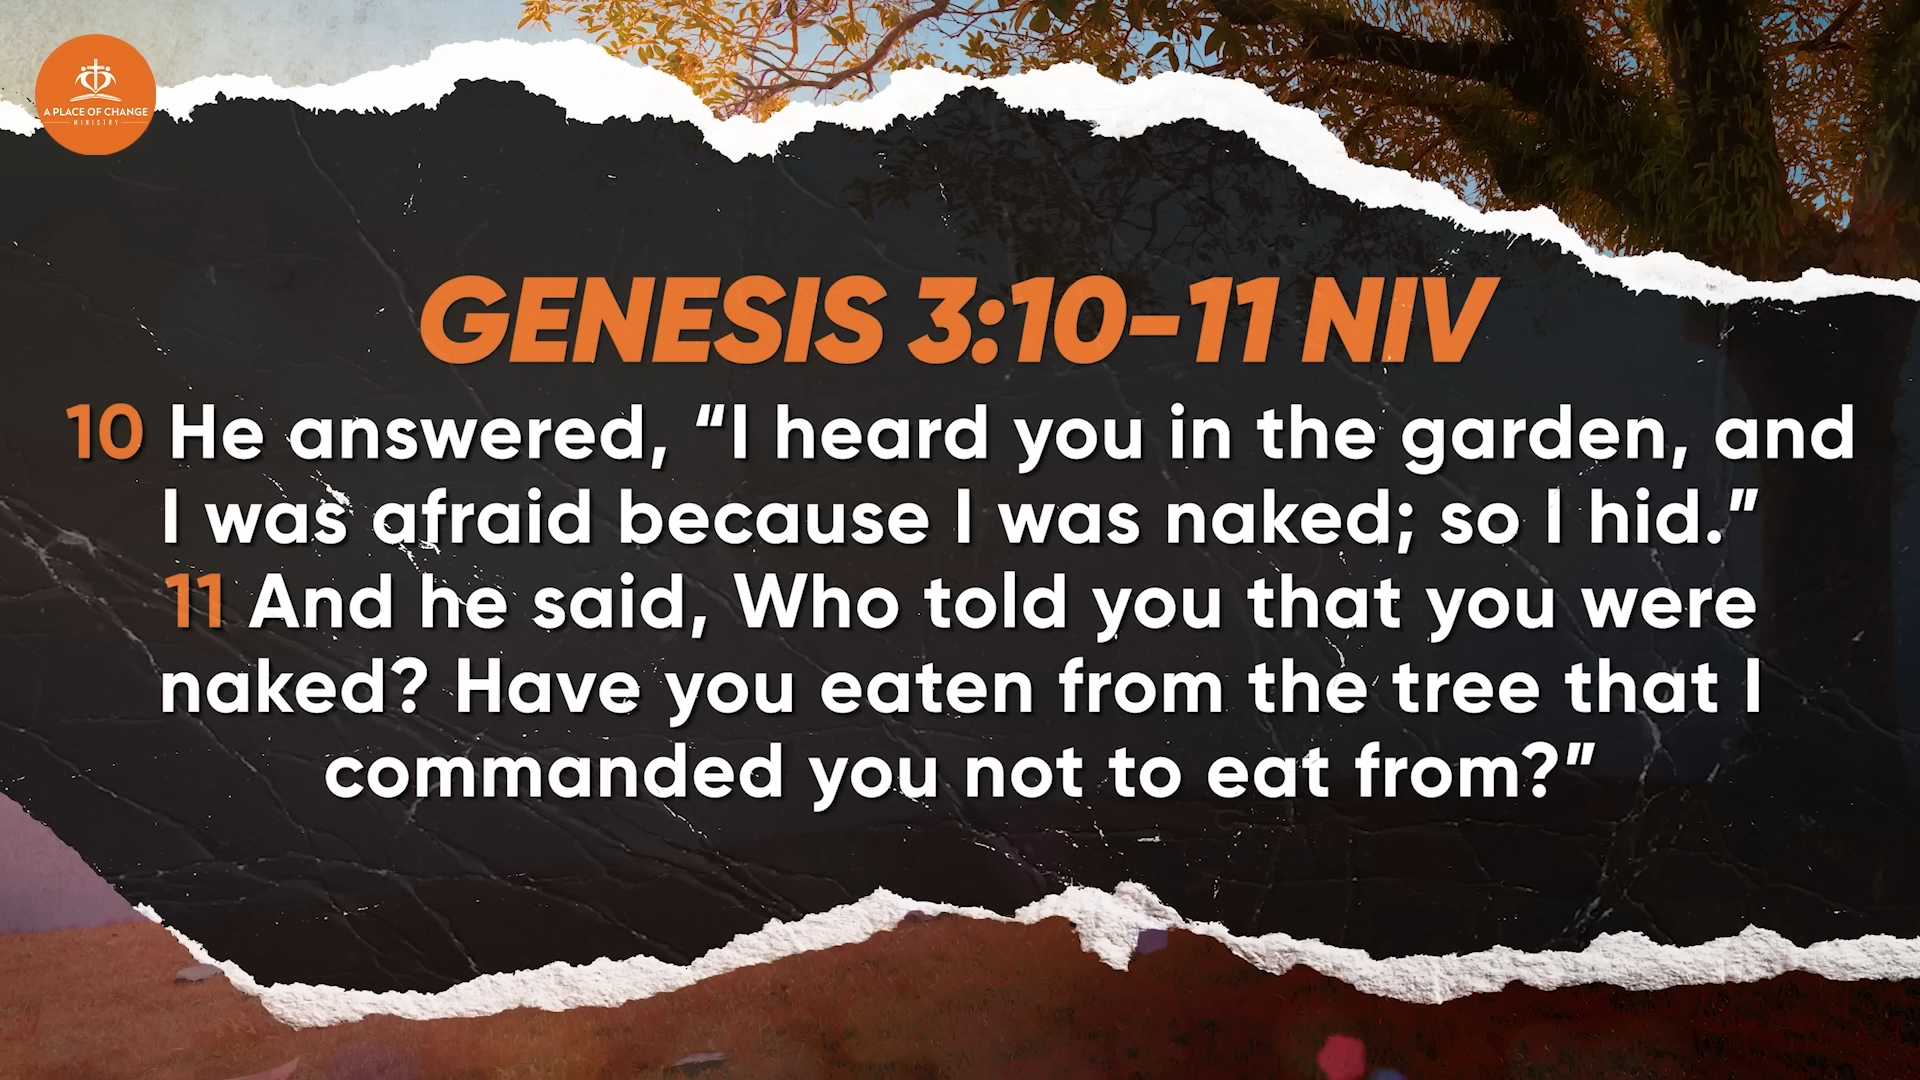 A PLACE OF CHANGE
MINISTRY
GENESIS 3:10-11 NIV
10 He answered, “I heard you in the garden, and
I was afraid because I was naked; so I hid.”
11 And he said, Who told you that you were
naked? Have you eaten from the tree that I
commanded you not to eat from?”